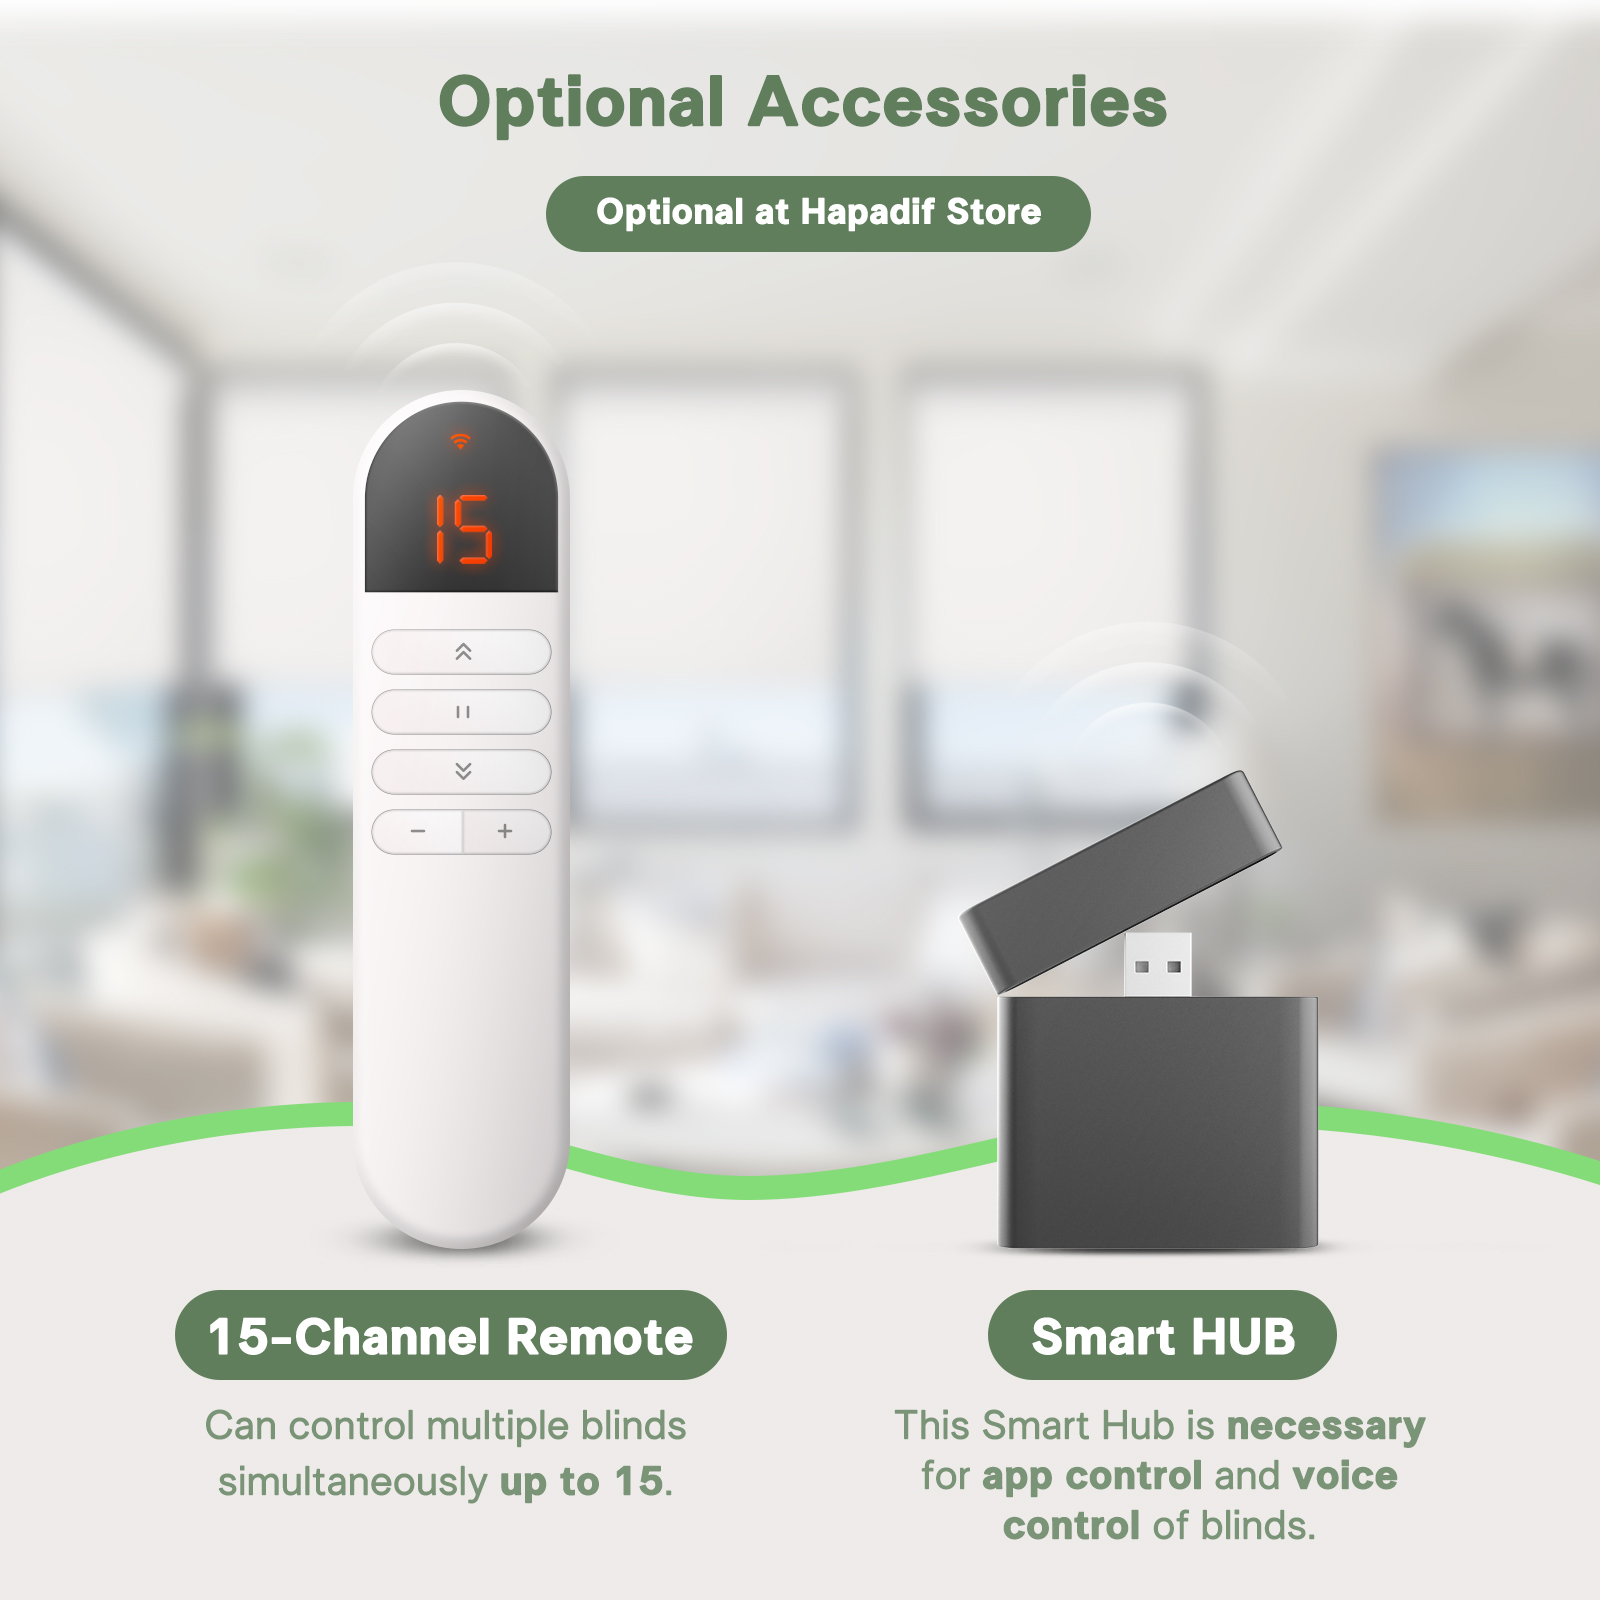 Optional Accessories
Optional at Hapadif Store
15
15-Channel Remote
Can control multiple blinds
simultaneously up to 15.
Smart HUB
This Smart Hub is necessary
for app control and voice
control of blinds.